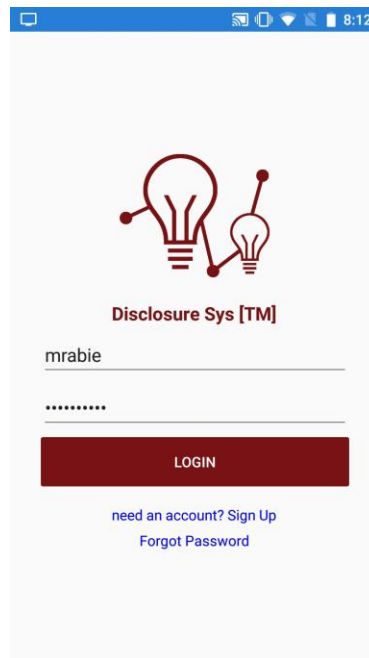 8:12
Disclosure Sys [TM]
mrabie
••••••••••
LOGIN
need an account? Sign Up
Forgot Password